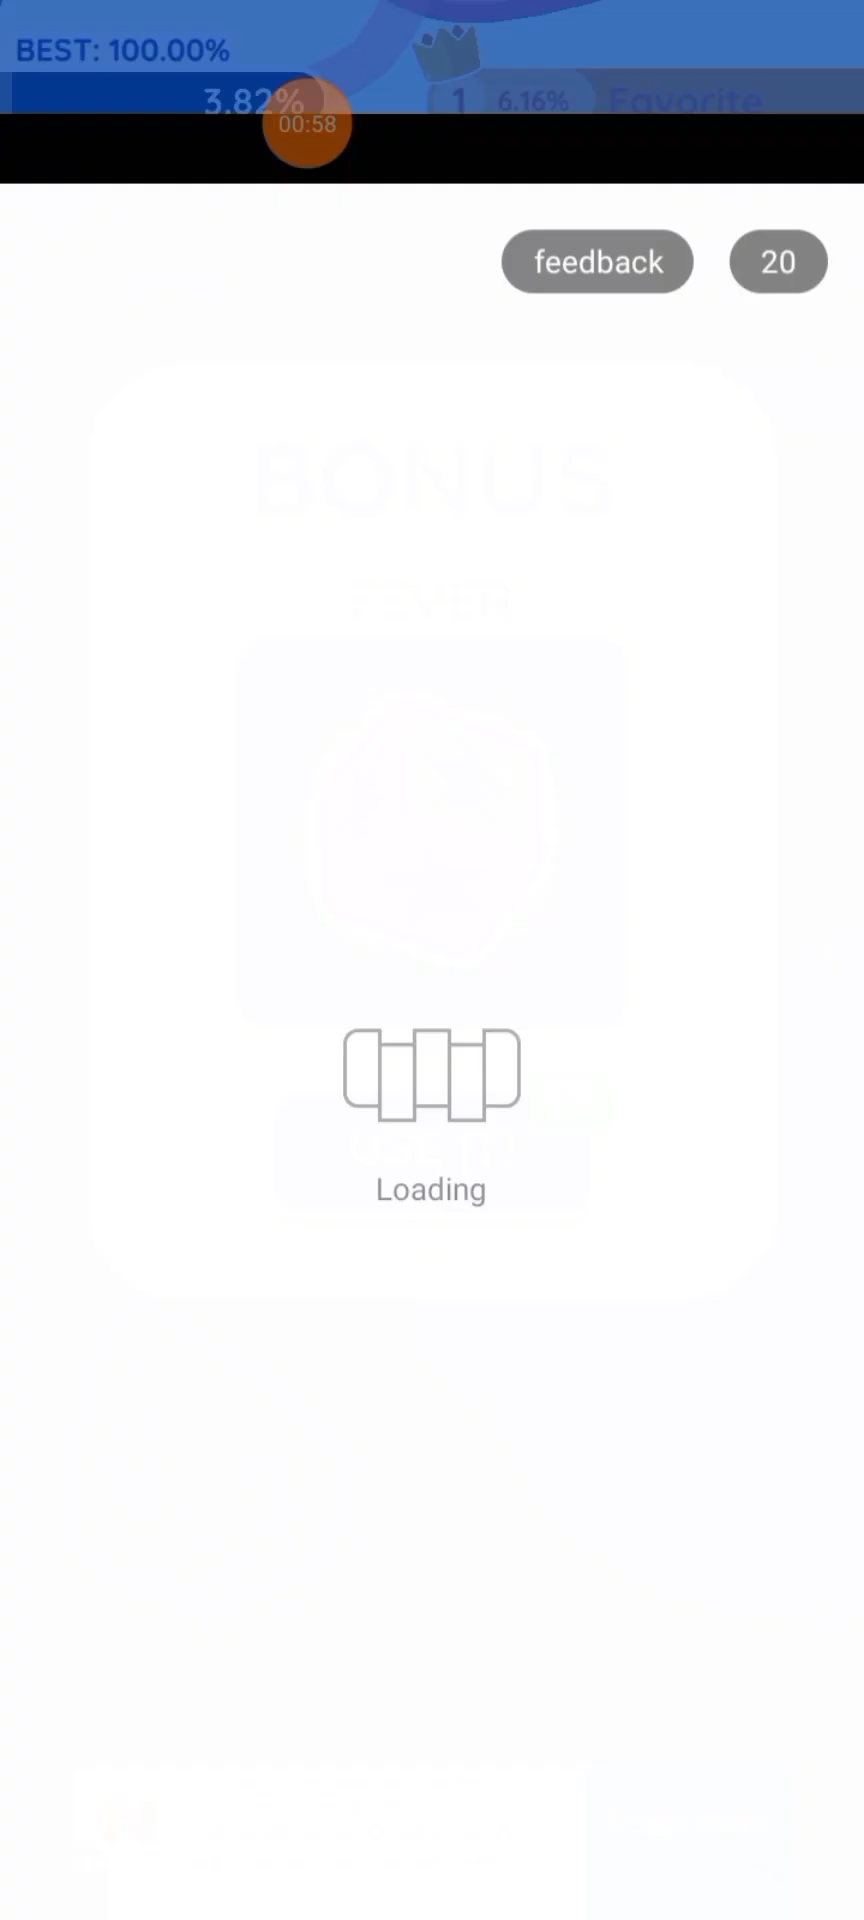 BEST: 100.00%
3.82%
1 6.16% Favorite
00:58
feedback 20
BONUS
FEVER
Loading